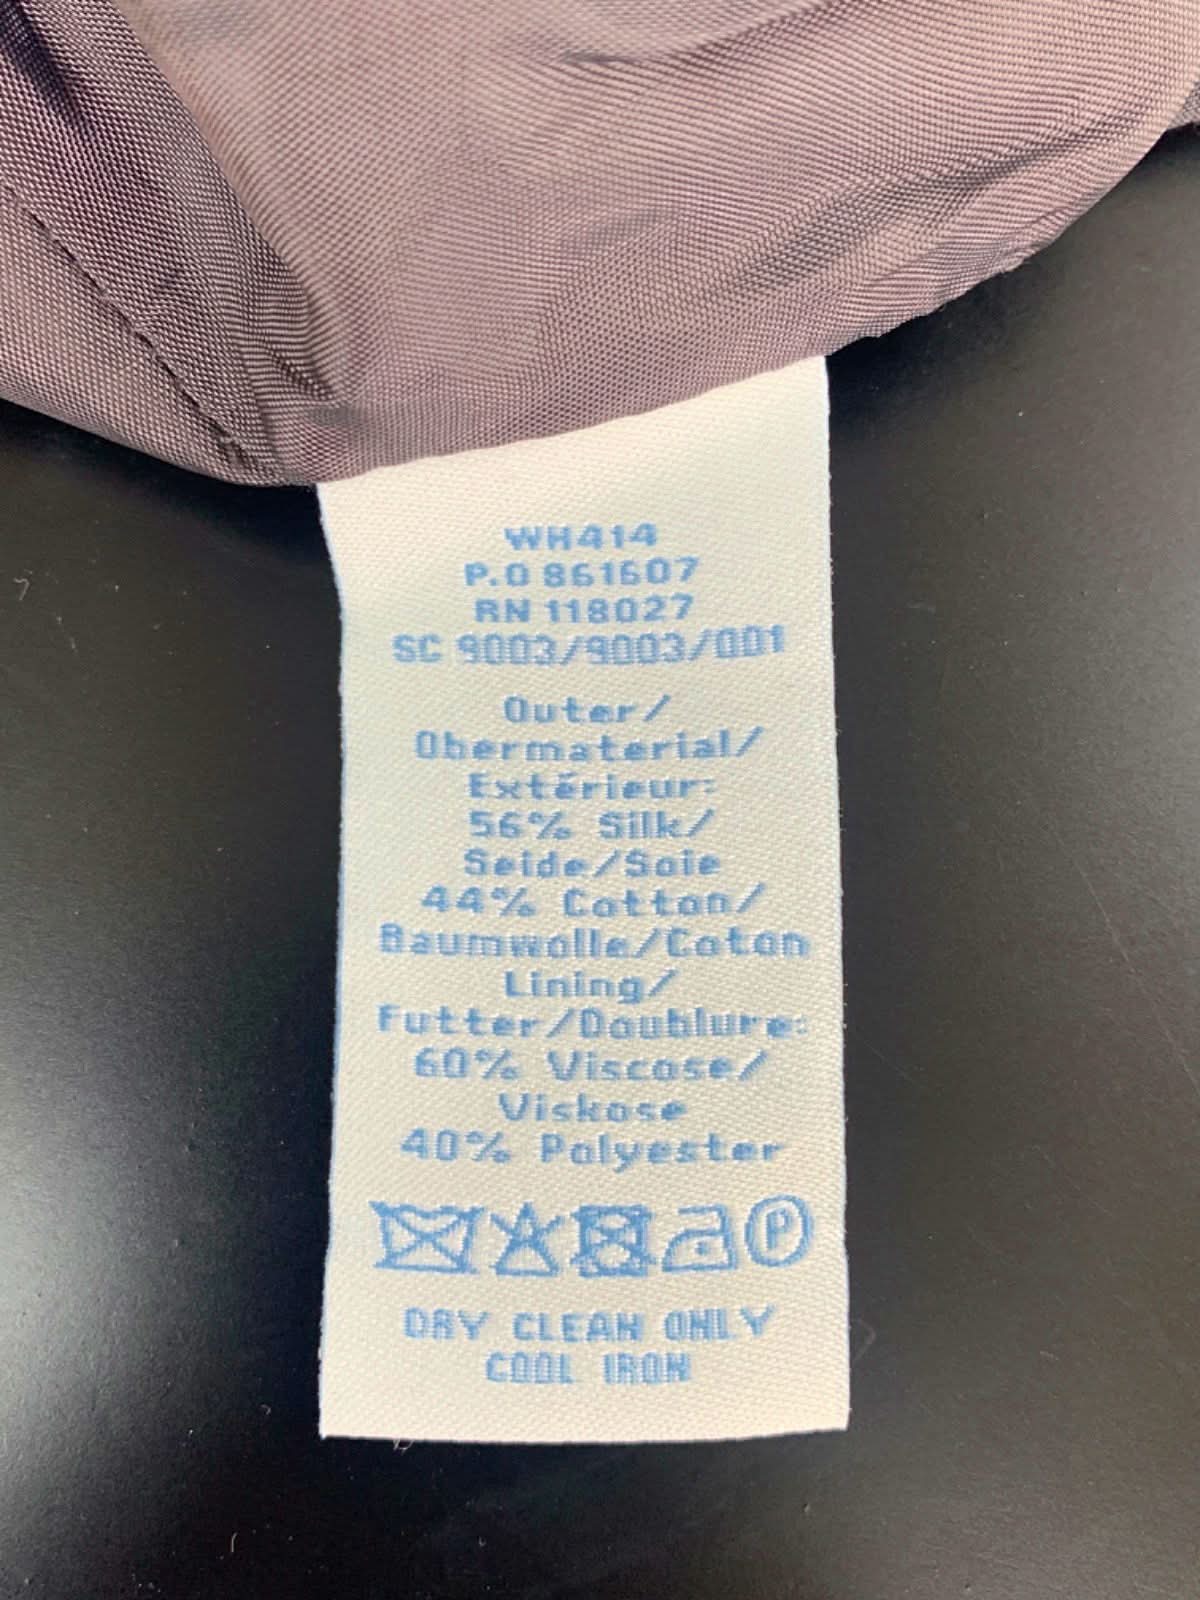 WH414
P.O 861607
RN 118027
SC 9003/9003/001
Outer/
Obermaterial/
Extérieur:
56% Silk/
Seide/Soie
44% Cotton/
Baumwolle/Coton
Lining/
Futter/Doublure:
60% Viscose/
Viskose
40% Polyester
P
DRY CLEAN ONLY
COOL IRON